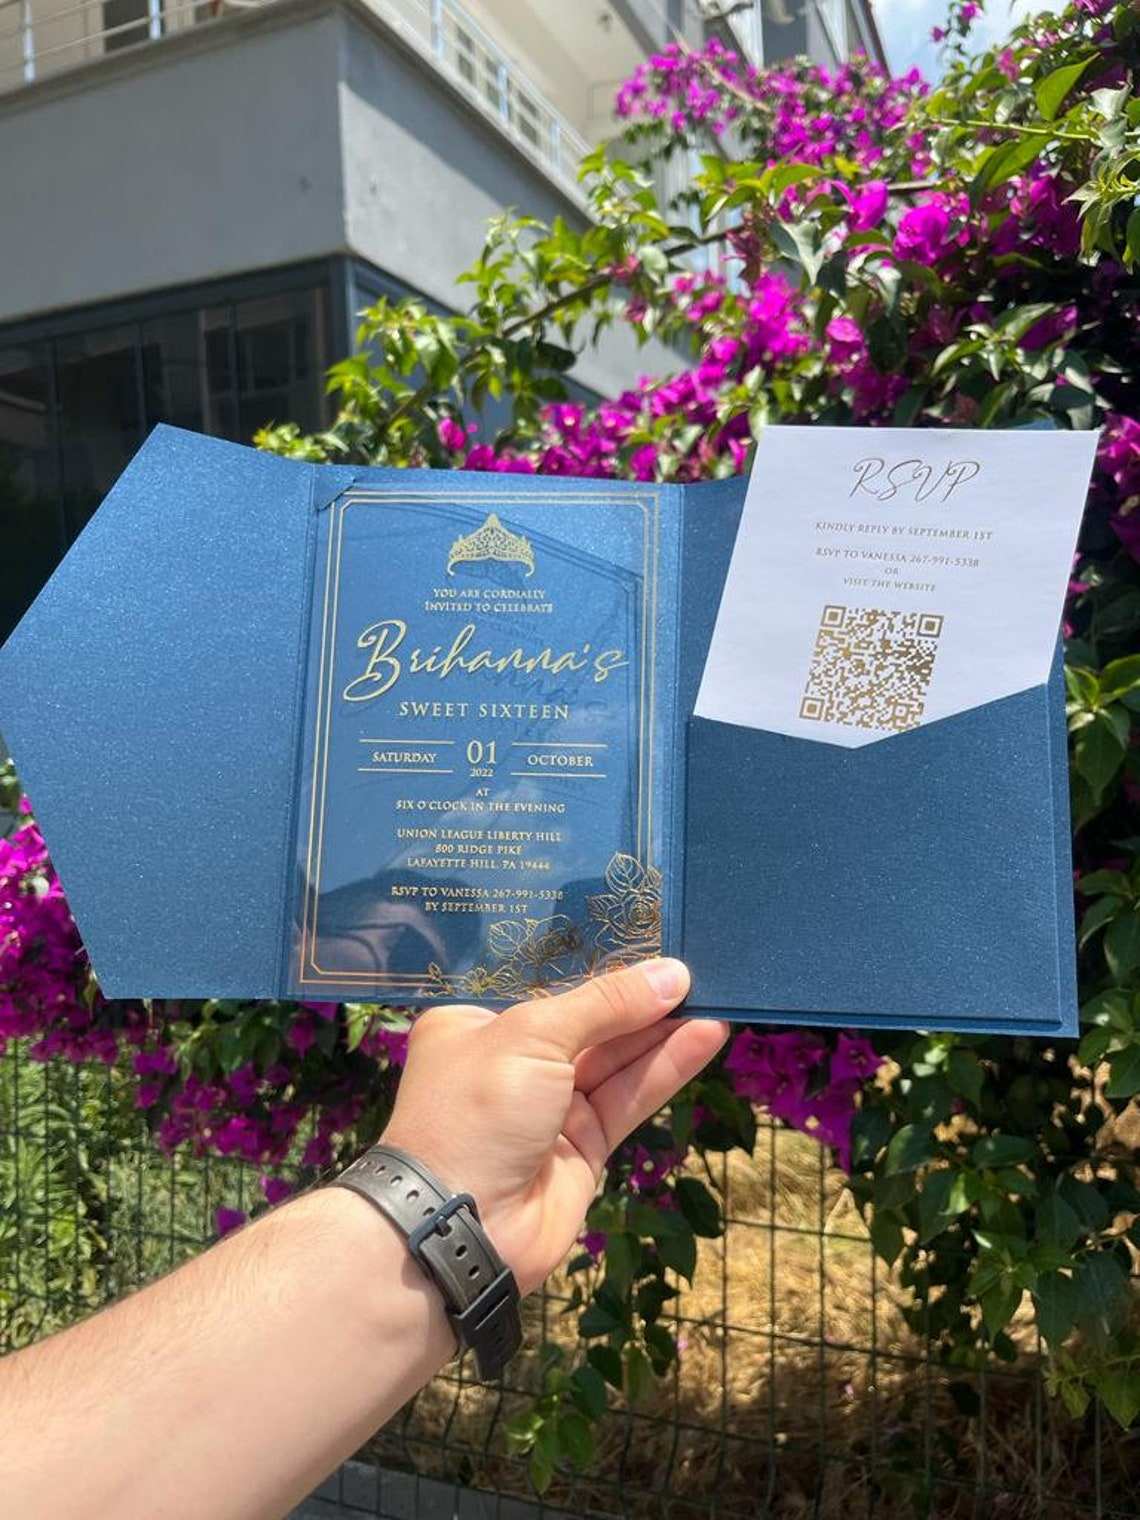 YOU ARE CORDIALLY
INVITED TO CELEBRATE
Brihanna's
SWEET SIXTEEN
SATURDAY 01 OCTOBER
2022
AT
SIX O'CLOCK IN THE EVENING
UNION LEAGUE LIBERTY HILL
800 RIDGE PIKE
LAFAYETTE HILL, PA 19444
RSVP TO VANESSA 267-991-5338
BY SEPTEMBER 1ST
RSVP
KINDLY REPLY BY SEPTEMBER 1ST
RSVP TO VANESSA 267-991-5338
OR
VISIT THE WEBSITE